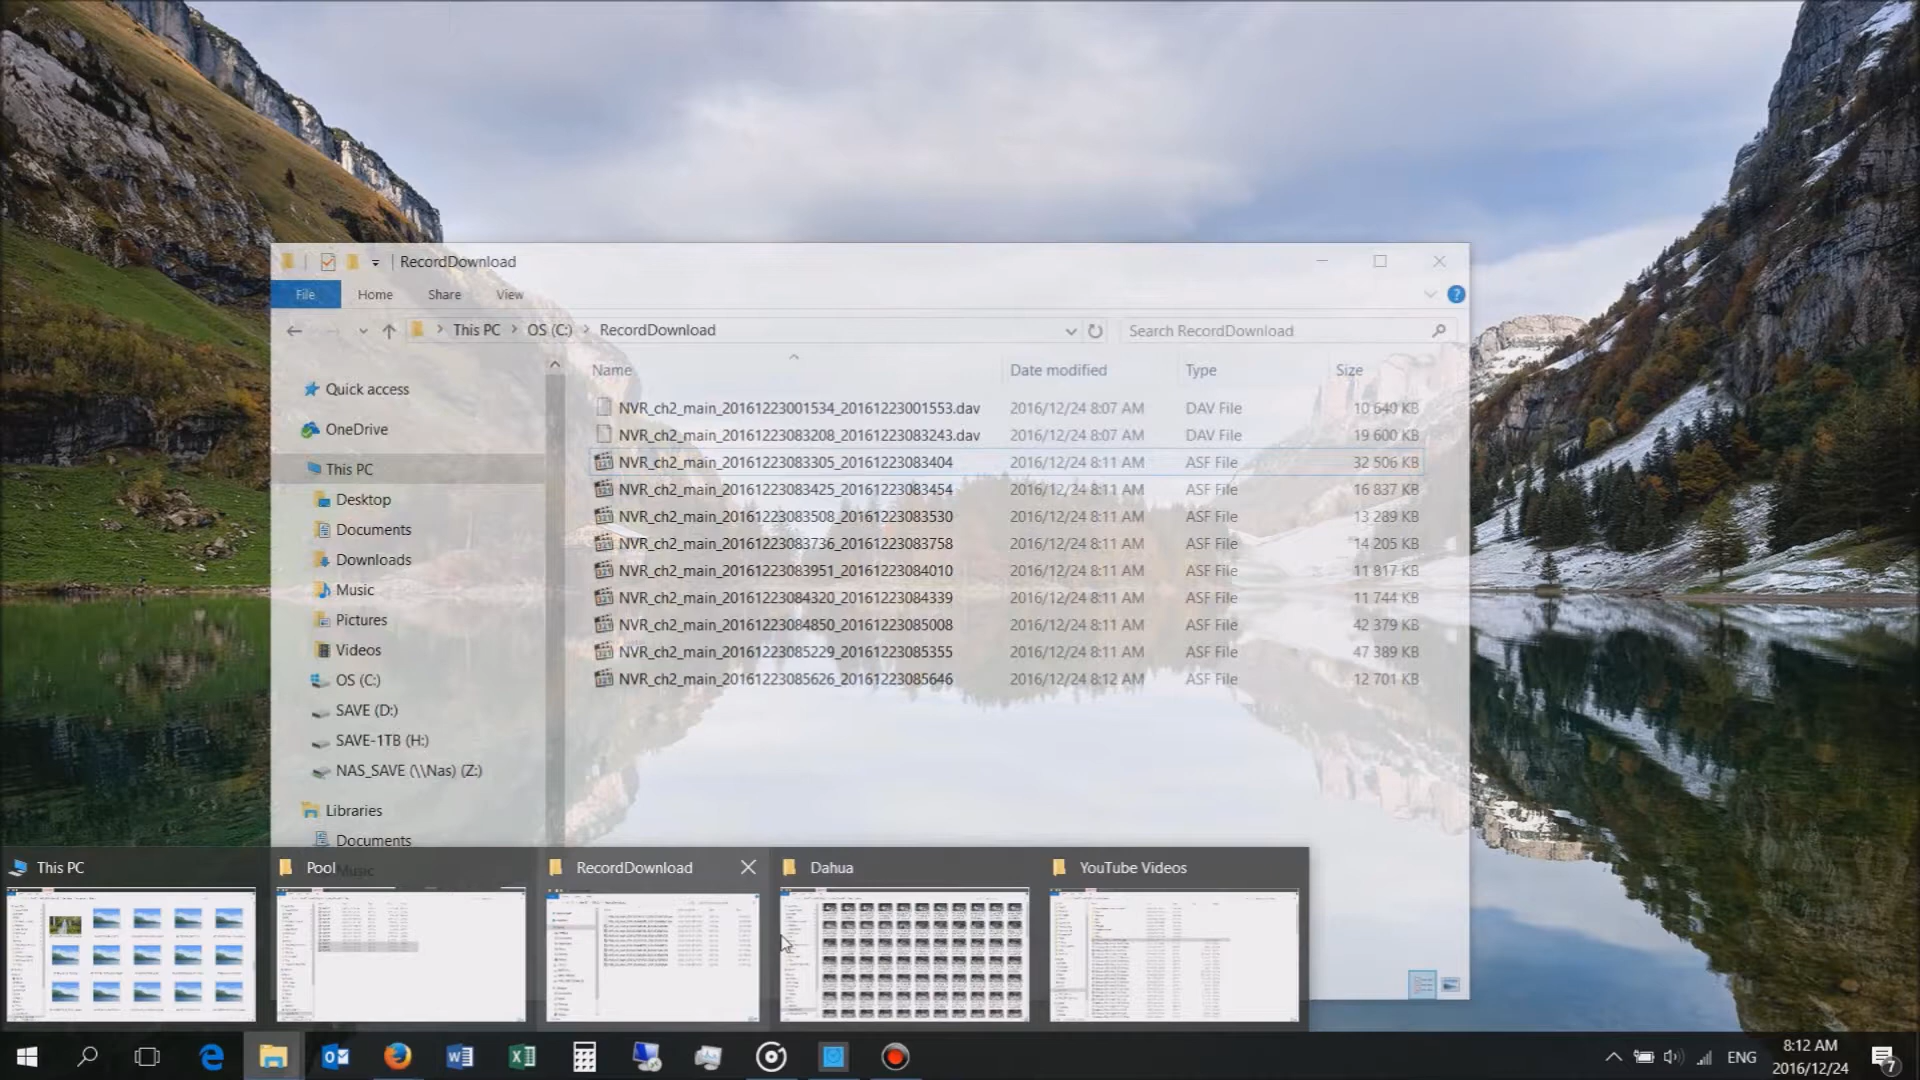 RecordDownload
File Home Share View
This PC OS (C:) RecordDownload Search RecordDownload
Name Date modified Type Size
Quick access
OneDrive
This PC
Desktop
Documents
Downloads
Music
Pictures
Videos
OS (C:)
SAVE (D:)
SAVE-1TB (H:)
NAS_SAVE (\\Nas) (Z:)
Libraries
Documents
Music
NVR_ch2_main_20161223001534_20161223001553.dav 2016/12/24 8:07 AM DAV File 10 640 KB
NVR_ch2_main_20161223083208_20161223083243.dav 2016/12/24 8:07 AM DAV File 19 600 KB
NVR_ch2_main_20161223083305_20161223083404 2016/12/24 8:11 AM ASF File 32 506 KB
NVR_ch2_main_20161223083425_20161223083454 2016/12/24 8:11 AM ASF File 16 837 KB
NVR_ch2_main_20161223083508_20161223083530 2016/12/24 8:11 AM ASF File 13 289 KB
NVR_ch2_main_20161223083736_20161223083758 2016/12/24 8:11 AM ASF File 14 205 KB
NVR_ch2_main_20161223083951_20161223084010 2016/12/24 8:11 AM ASF File 11 817 KB
NVR_ch2_main_20161223084320_20161223084339 2016/12/24 8:11 AM ASF File 11 744 KB
NVR_ch2_main_20161223084850_20161223085008 2016/12/24 8:11 AM ASF File 42 379 KB
NVR_ch2_main_20161223085229_20161223085355 2016/12/24 8:11 AM ASF File 47 389 KB
NVR_ch2_main_20161223085626_20161223085646 2016/12/24 8:12 AM ASF File 12 701 KB
This PC Pool RecordDownload Dahua YouTube Videos
ENG
8:12 AM
2016/12/24
7